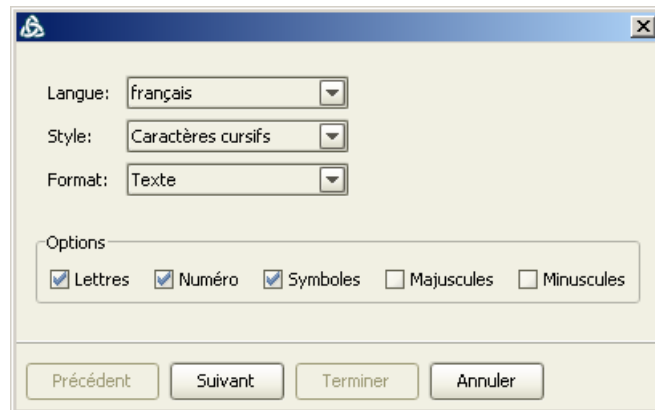 Langue: français
Style: Caractères cursifs
Format: Texte
Options
Lettres Numéro Symboles Majuscules Minuscules
Précédent Suivant Terminer Annuler